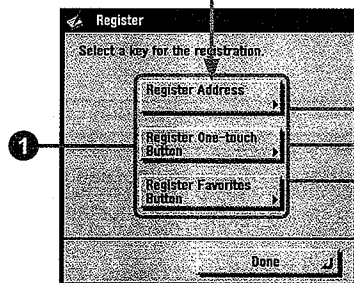 Register
Select a key for the registration.
Register Address
1
Register One-touch
Button
Register Favorites
Button
Done